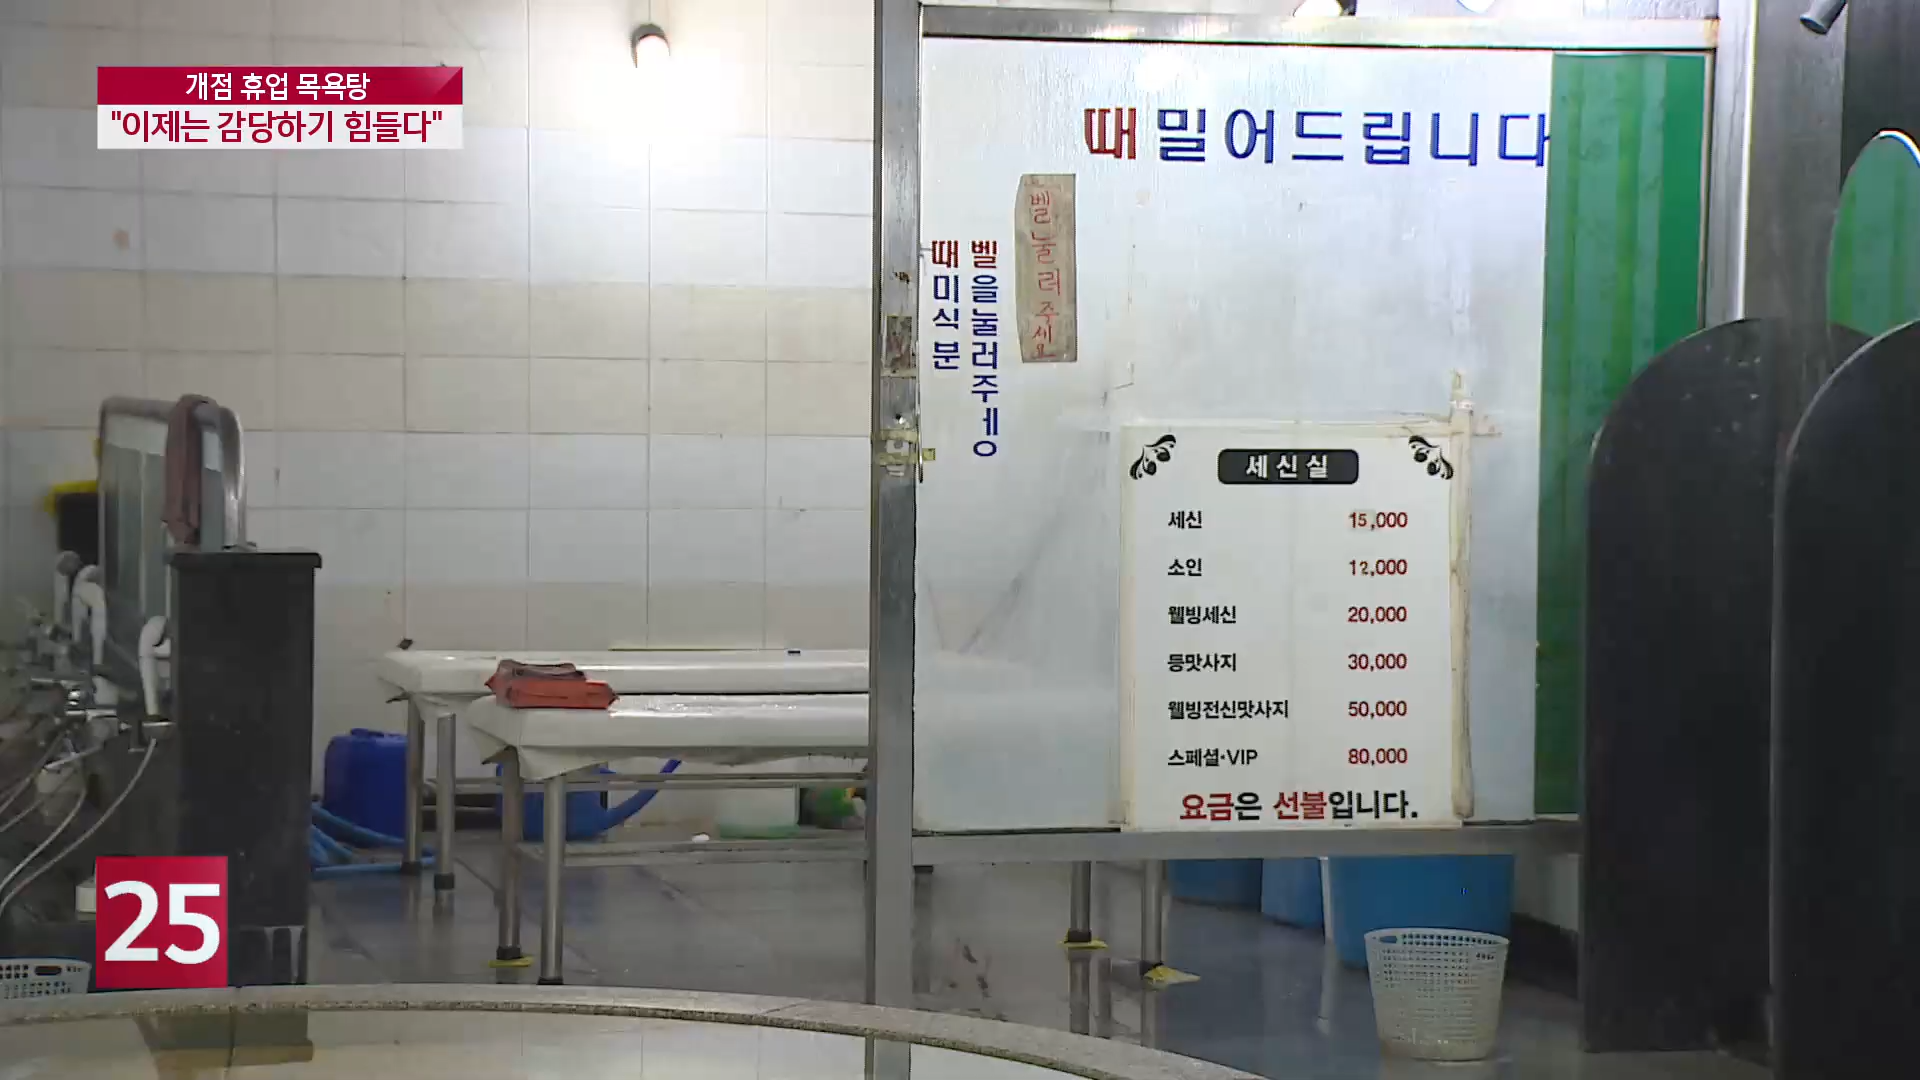 개점 휴업 목욕탕
"이제는 감당하기 힘들다"
때밀어드립니다
벨눌러주세요
벨을눌러주세ㅇ
때미식분
세신실
세신 15,000
소인 12,000
웰빙세신 20,000
등맛사지 30,000
웰빙전신맛사지 50,000
스페셜·VIP 80,000
요금은 선불입니다.
25